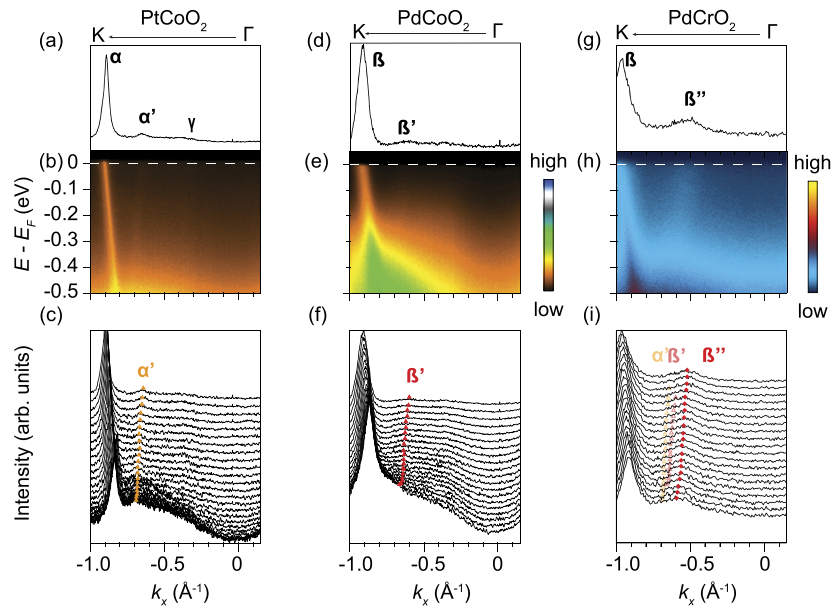 (a) PtCoO2 (d) PdCoO2 (g) PdCrO2
K Γ K Γ K Γ
α ß ß
α' γ ß' ß''
(b) (e) (h)
high high
low low
0
-0.1
-0.2
-0.3
-0.4
-0.5
E - EF (eV)
(c) (f) (i)
α' ß' α' ß' ß''
Intensity (arb. units)
-1.0 -0.5 0 -1.0 -0.5 0 -1.0 -0.5 0
kx (Å-1) kx (Å-1) kx (Å-1)